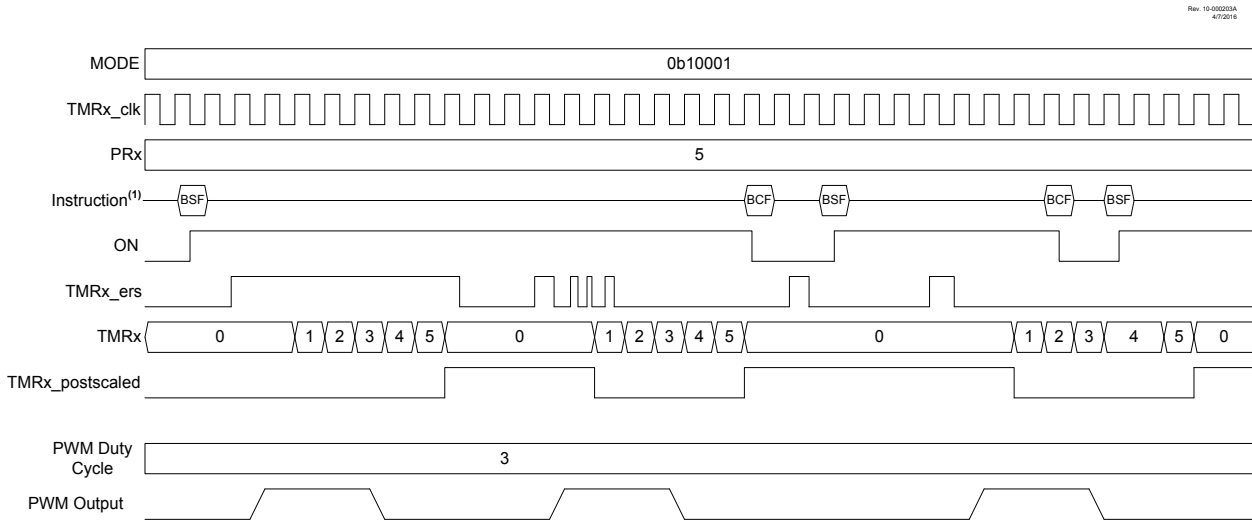 Rev. 10-000203A
4/7/2016
MODE 0b10001
TMRx_clk
PRx 5
Instruction(1) BSF BCF BSF BCF BSF
ON
TMRx_ers
TMRx 0 1 2 3 4 5 0 1 2 3 4 5 0 1 2 3 4 5 0
TMRx_postscaled
PWM Duty
Cycle 3
PWM Output